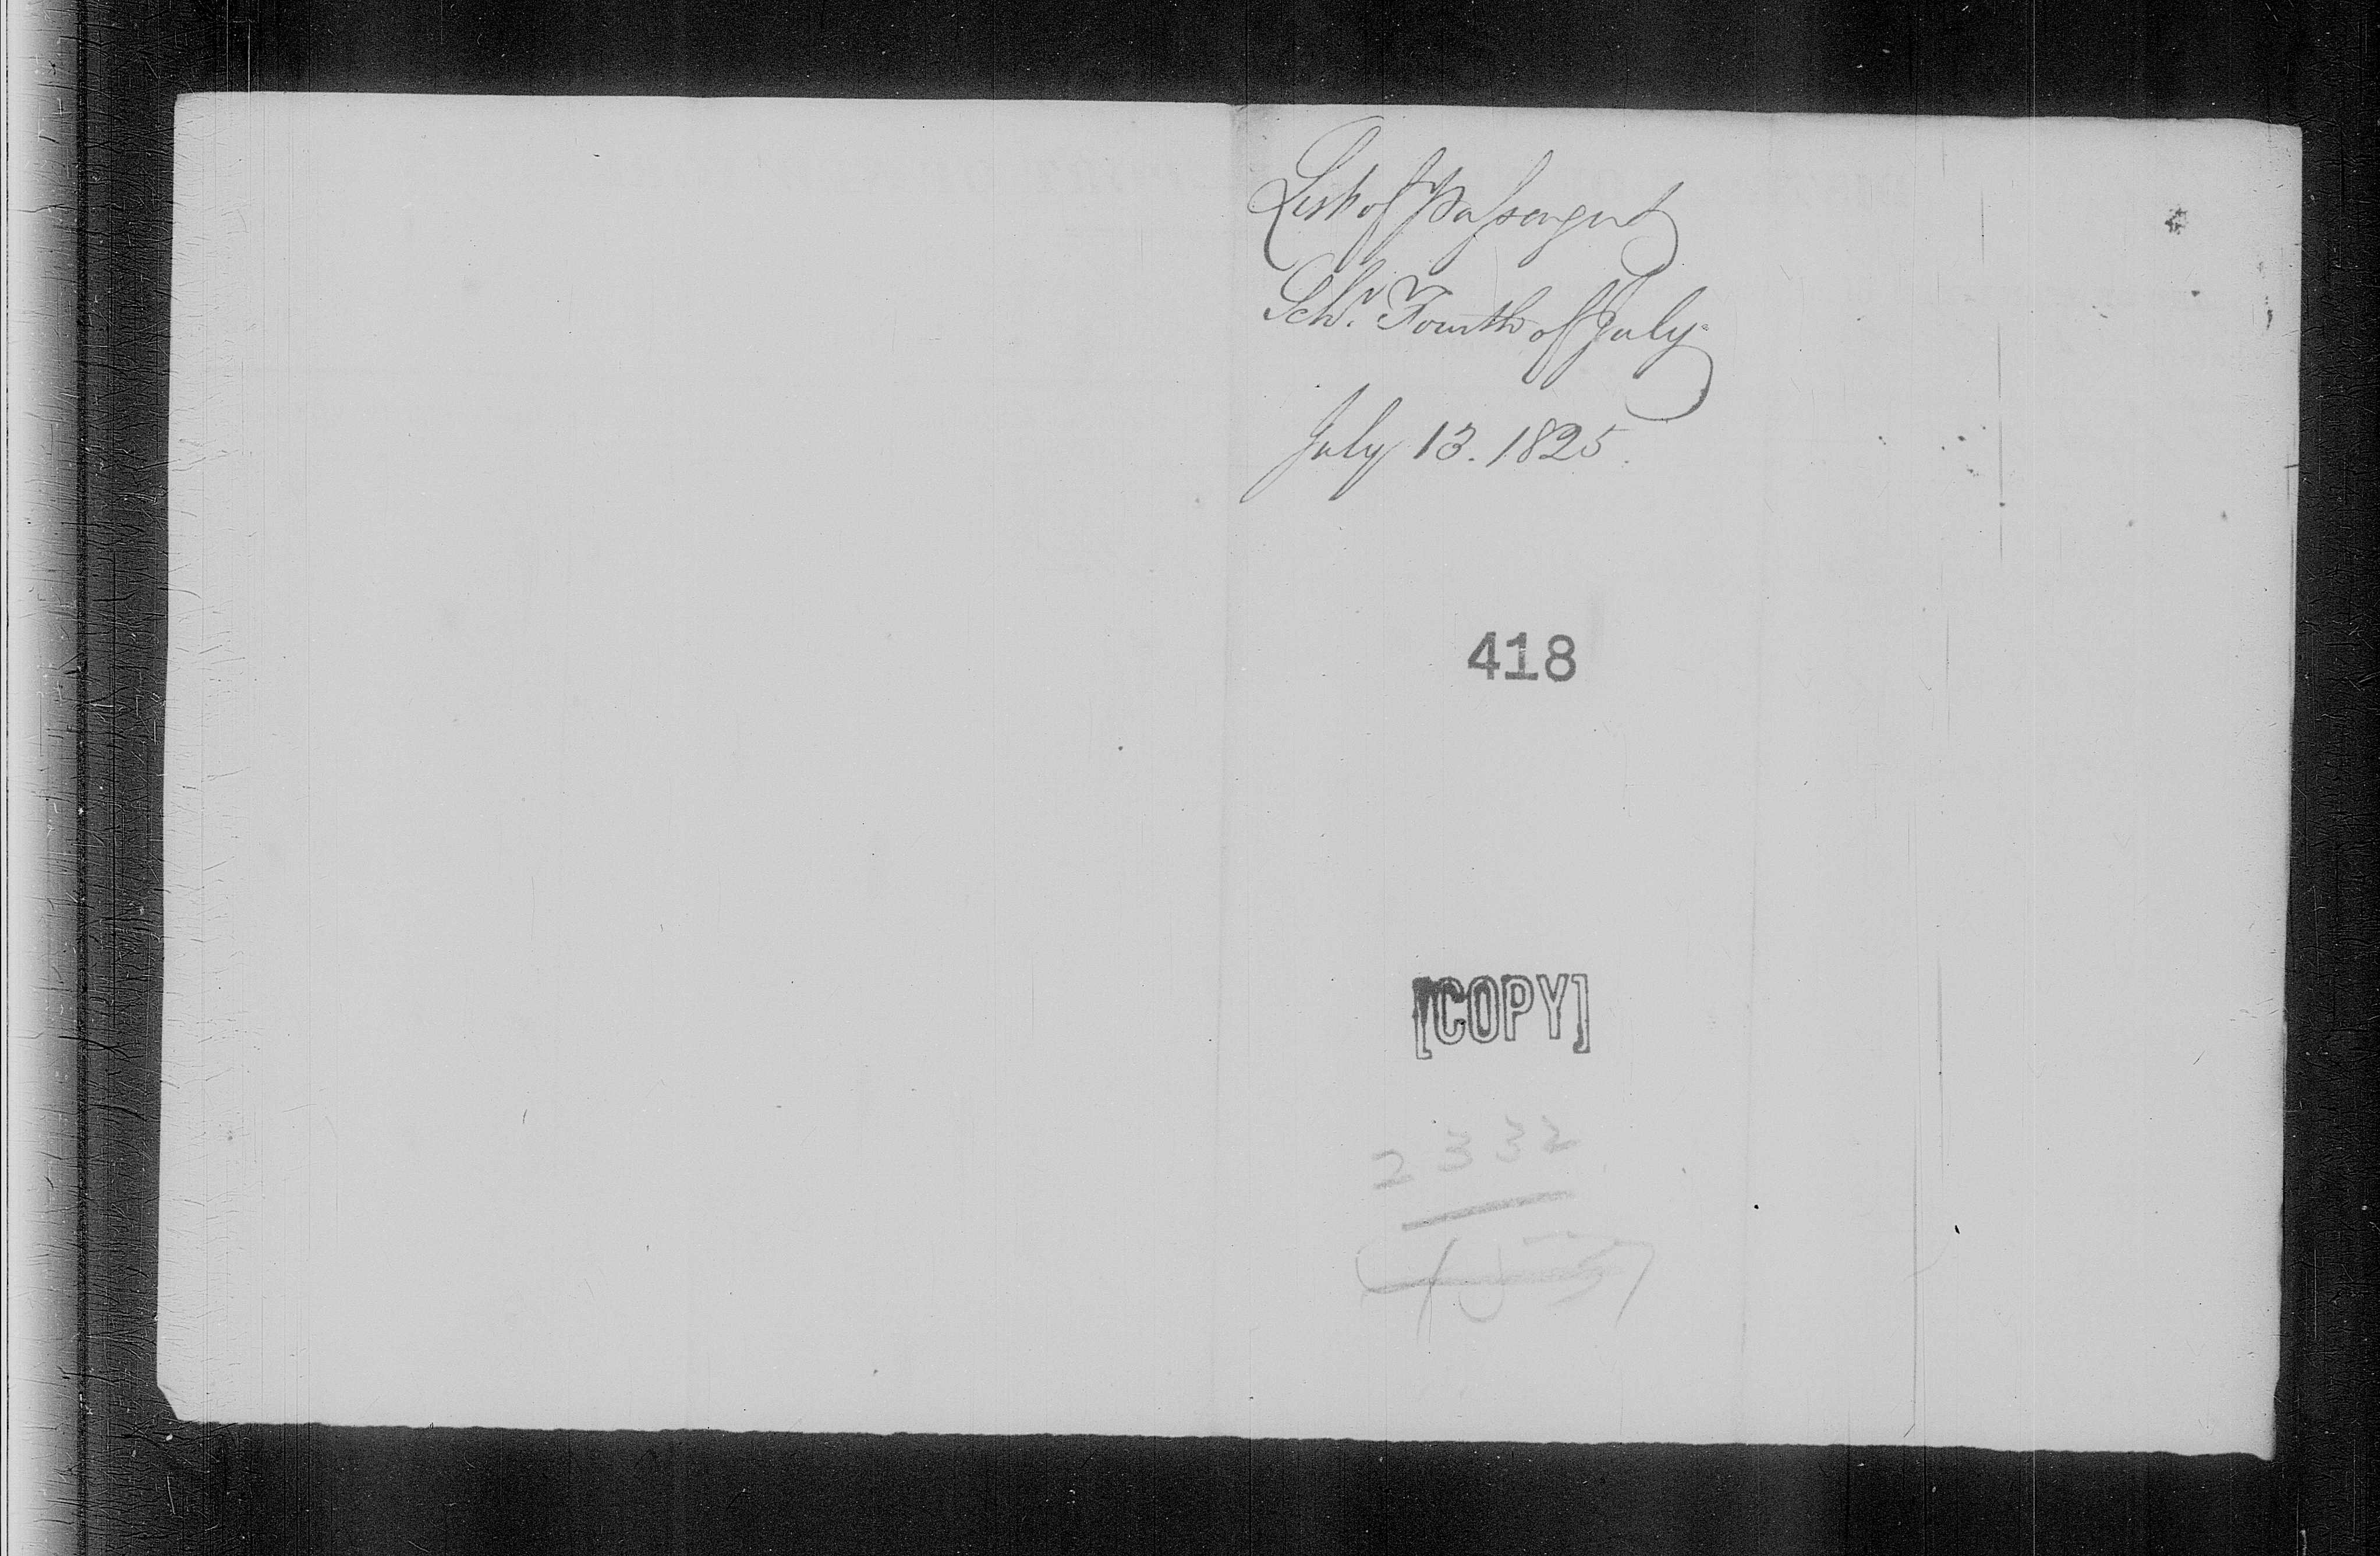 List of Passengers
Schr. Fourth of July
July 13. 1825.
418
[COPY]
2332